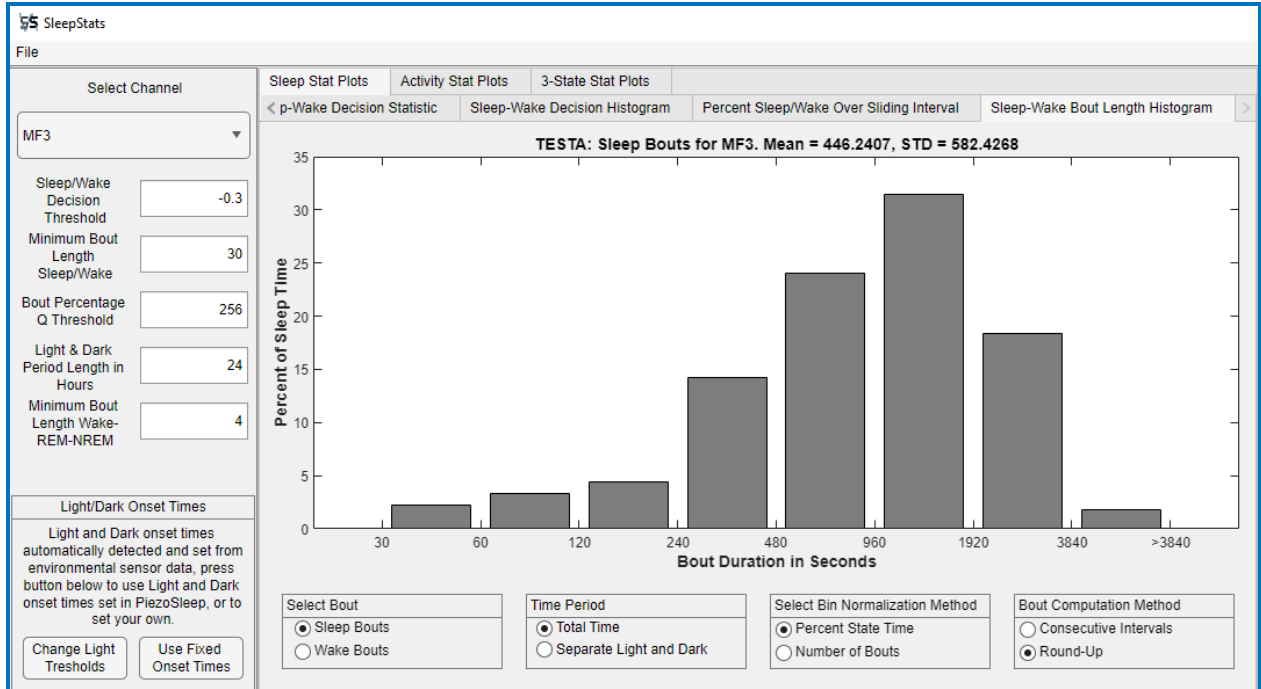 SleepStats
File
Select Channel
MF3
Sleep/Wake
Decision
Threshold
-0.3
Minimum Bout
Length
Sleep/Wake
30
Bout Percentage
Q Threshold
256
Light & Dark
Period Length in
Hours
24
Minimum Bout
Length Wake-
REM-NREM
4
Light/Dark Onset Times
Light and Dark onset times
automatically detected and set from
environmental sensor data, press
button below to use Light and Dark
onset times set in PiezoSleep, or to
set your own.
Change Light
Tresholds
Use Fixed
Onset Times
Sleep Stat Plots
Activity Stat Plots
3-State Stat Plots
< p-Wake Decision Statistic
Sleep-Wake Decision Histogram
Percent Sleep/Wake Over Sliding Interval
Sleep-Wake Bout Length Histogram >
TESTA: Sleep Bouts for MF3. Mean = 446.2407, STD = 582.4268
Percent of Sleep Time
35
30
25
20
15
10
5
0
30 60 120 240 480 960 1920 3840 >3840
Bout Duration in Seconds
Select Bout
Sleep Bouts
Wake Bouts
Time Period
Total Time
Separate Light and Dark
Select Bin Normalization Method
Percent State Time
Number of Bouts
Bout Computation Method
Consecutive Intervals
Round-Up